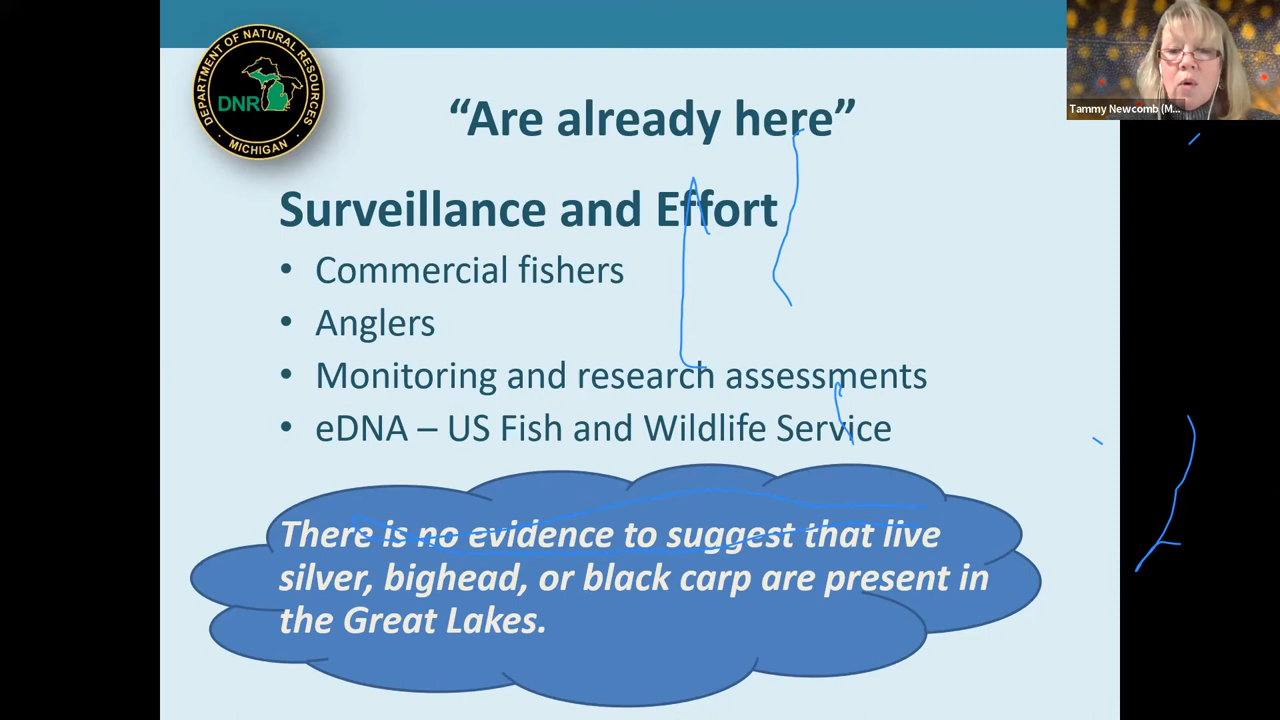 DEPARTMENT OF NATURAL RESOURCES
DNR
· MICHIGAN ·
Tammy Newcomb (M...
“Are already here”
Surveillance and Effort
• Commercial fishers
• Anglers
• Monitoring and research assessments
• eDNA – US Fish and Wildlife Service
There is no evidence to suggest that live
silver, bighead, or black carp are present in
the Great Lakes.